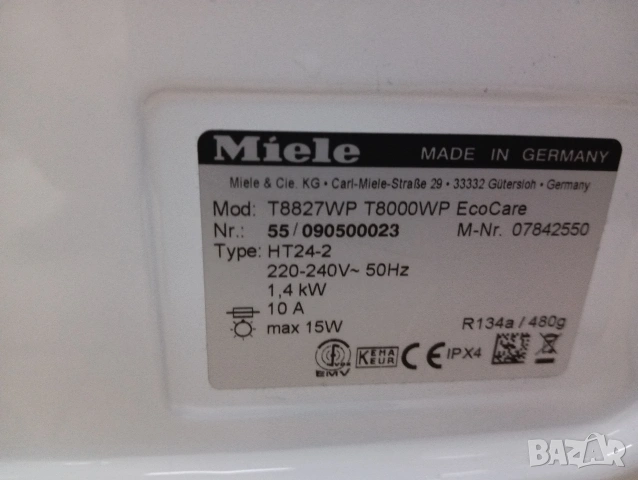 Miele MADE IN GERMANY
Miele & Cie. KG • Carl-Miele-Straße 29 • 33332 Gütersloh • Germany
Mod: T8827WP T8000WP EcoCare
Nr.: 55 / 090500023 M-Nr. 07842550
Type: HT24-2
220-240V~ 50Hz
1,4 kW
10 A
max 15W R134a / 480g
EMV KEMA KEUR CE IPX4
BAZAR